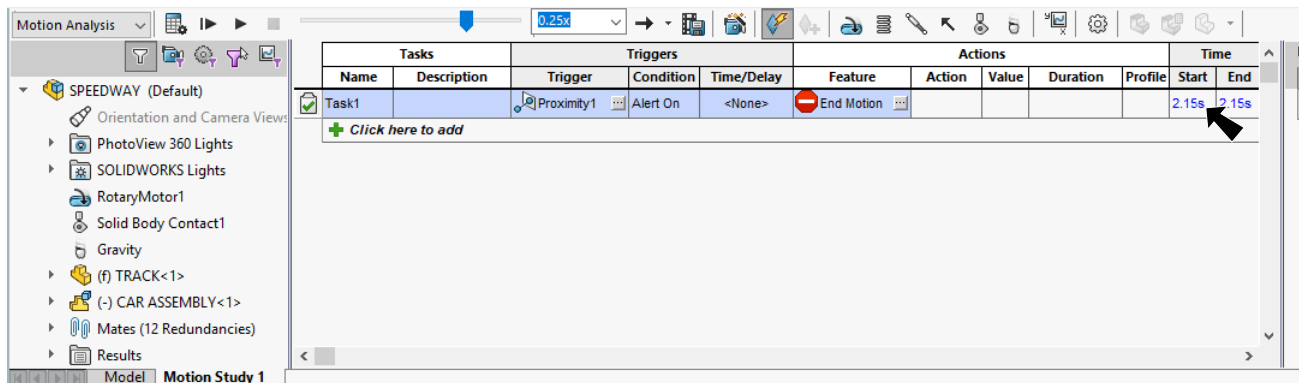 Motion Analysis 0.25x
Tasks Triggers Actions Time
Name Description Trigger Condition Time/Delay Feature Action Value Duration Profile Start End
Task1 Proximity1 Alert On <None> End Motion 2.15s 2.15s
Click here to add
SPEEDWAY (Default)
Orientation and Camera Views
PhotoView 360 Lights
SOLIDWORKS Lights
RotaryMotor1
Solid Body Contact1
Gravity
(f) TRACK<1>
(-) CAR ASSEMBLY<1>
Mates (12 Redundancies)
Results
Model Motion Study 1